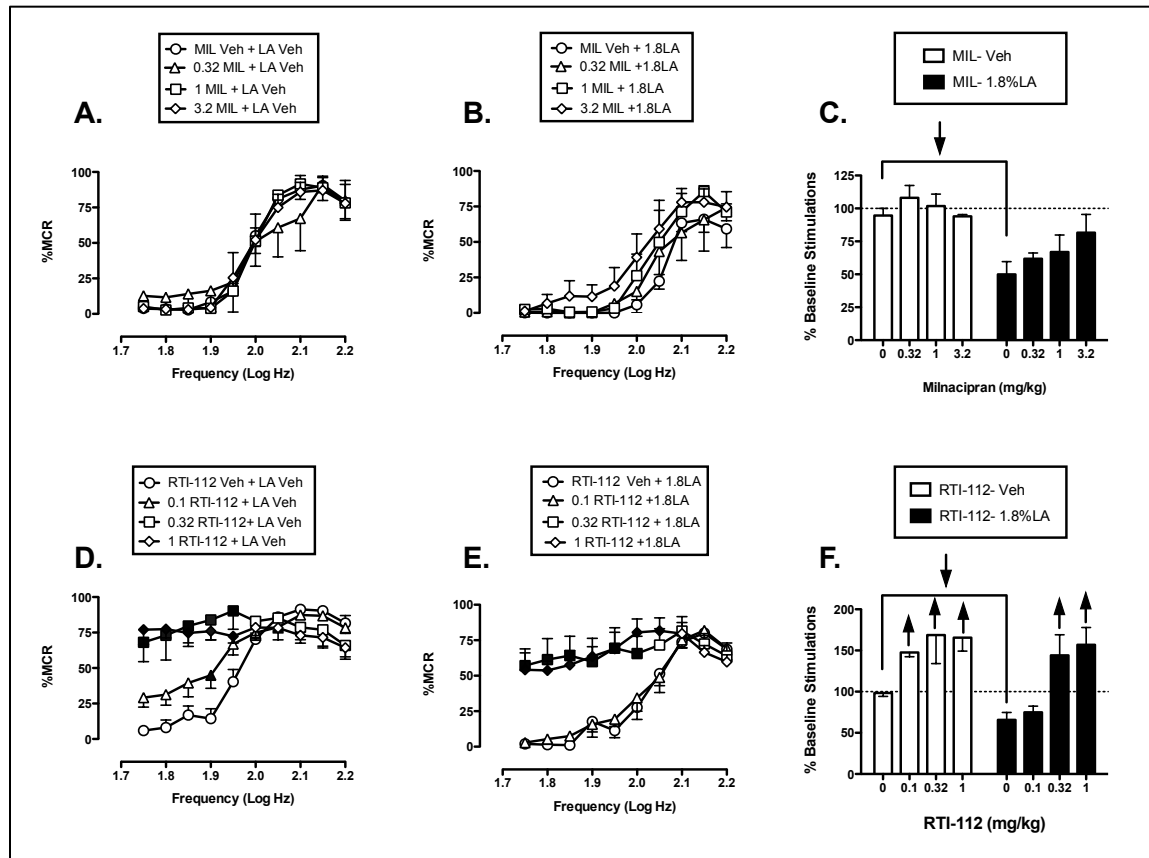 MIL Veh + LA Veh
0.32 MIL + LA Veh
1 MIL + LA Veh
3.2 MIL + LA Veh
MIL Veh + 1.8LA
0.32 MIL +1.8LA
1 MIL + 1.8LA
3.2 MIL +1.8LA
MIL- Veh
MIL- 1.8%LA
A.
B.
C.
100
75
50
25
0
%MCR
1.7 1.8 1.9 2.0 2.1 2.2
Frequency (Log Hz)
100
75
50
25
0
%MCR
1.7 1.8 1.9 2.0 2.1 2.2
Frequency (Log Hz)
125
100
75
50
25
0
% Baseline Stimulations
0 0.32 1 3.2 0 0.32 1 3.2
Milnacipran (mg/kg)
RTI-112 Veh + LA Veh
0.1 RTI-112 + LA Veh
0.32 RTI-112+ LA Veh
1 RTI-112 + LA Veh
RTI-112 Veh + 1.8LA
0.1 RTI-112 +1.8LA
0.32 RTI-112 + 1.8LA
1 RTI-112 +1.8LA
RTI-112- Veh
RTI-112- 1.8%LA
D.
E.
F.
100
75
50
25
0
%MCR
1.7 1.8 1.9 2.0 2.1 2.2
Frequency (Log Hz)
100
75
50
25
0
%MCR
1.7 1.8 1.9 2.0 2.1 2.2
Frequency (Log Hz)
200
150
100
50
0
% Baseline Stimulations
0 0.1 0.32 1 0 0.1 0.32 1
RTI-112 (mg/kg)